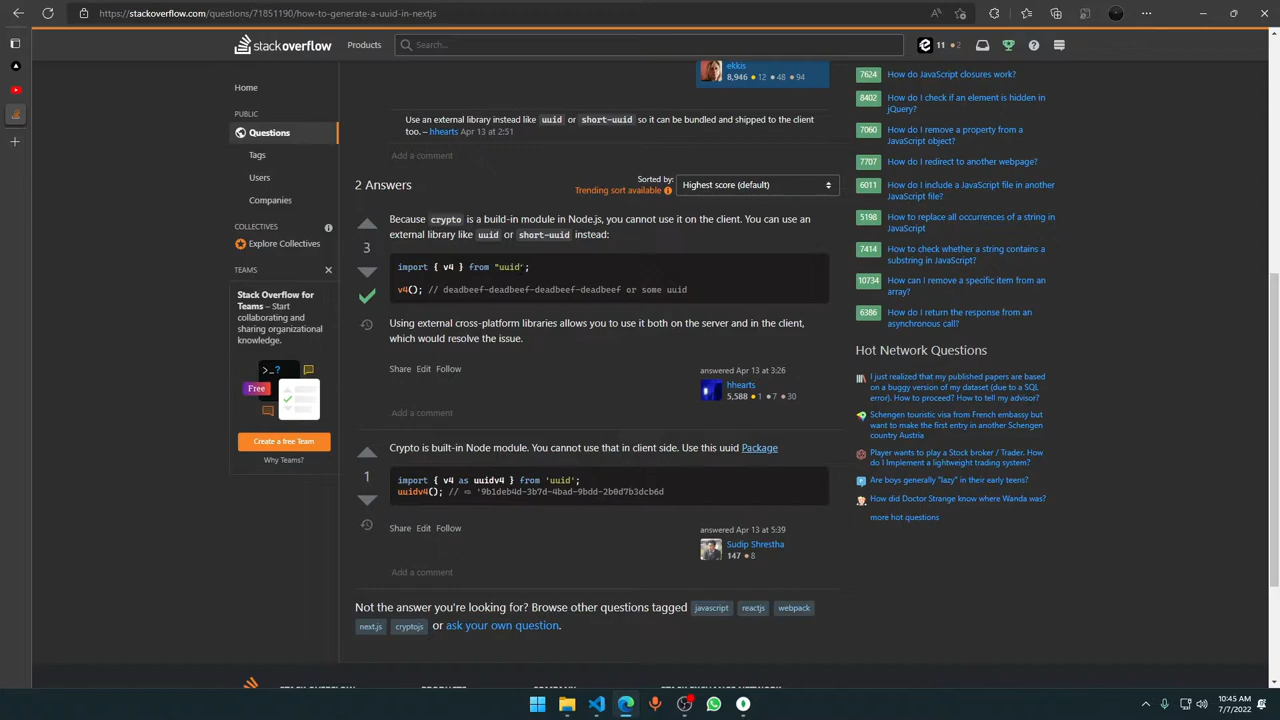 https://stackoverflow.com/questions/71851190/how-to-generate-a-uuid-in-nextjs
stackoverflow
Products
Search...
11 2
Home
PUBLIC
Questions
Tags
Users
Companies
COLLECTIVES
Explore Collectives
TEAMS
Stack Overflow for
Teams – Start
collaborating and
sharing organizational
knowledge.
>_?
Free
Create a free Team
Why Teams?
ekkis
8,946 12 48 94
Use an external library instead like uuid or short-uuid so it can be bundled and shipped to the client
too. – hhearts Apr 13 at 2:51
Add a comment
2 Answers
Sorted by:
Trending sort available
Highest score (default)
3
Because crypto is a build-in module in Node.js, you cannot use it on the client. You can use an
external library like uuid or short-uuid instead:
import { v4 } from "uuid";
v4(); // deadbeef-deadbeef-deadbeef-deadbeef or some uuid
Using external cross-platform libraries allows you to use it both on the server and in the client,
which would resolve the issue.
Share Edit Follow
answered Apr 13 at 3:26
hhearts
5,588 1 7 30
Add a comment
1
Crypto is built-in Node module. You cannot use that in client side. Use this uuid Package
import { v4 as uuidv4 } from 'uuid';
uuidv4(); // ⇨ '9b1deb4d-3b7d-4bad-9bdd-2b0d7b3dcb6d
Share Edit Follow
answered Apr 13 at 5:39
Sudip Shrestha
147 8
Add a comment
Not the answer you're looking for? Browse other questions tagged javascript reactjs webpack
next.js cryptojs or ask your own question.
7624 How do JavaScript closures work?
8402 How do I check if an element is hidden in
jQuery?
7060 How do I remove a property from a
JavaScript object?
7707 How do I redirect to another webpage?
6011 How do I include a JavaScript file in another
JavaScript file?
5198 How to replace all occurrences of a string in
JavaScript
7414 How to check whether a string contains a
substring in JavaScript?
10734 How can I remove a specific item from an
array?
6386 How do I return the response from an
asynchronous call?
Hot Network Questions
I just realized that my published papers are based
on a buggy version of my dataset (due to a SQL
error). How to proceed? How to tell my advisor?
Schengen touristic visa from French embassy but
want to make the first entry in another Schengen
country Austria
Player wants to play a Stock broker / Trader. How
do I Implement a lightweight trading system?
Are boys generally "lazy" in their early teens?
How did Doctor Strange know where Wanda was?
more hot questions
STACK OVERFLOW PRODUCTS COMPANY STACK EXCHANGE NETWORK
10:45 AM
7/7/2022